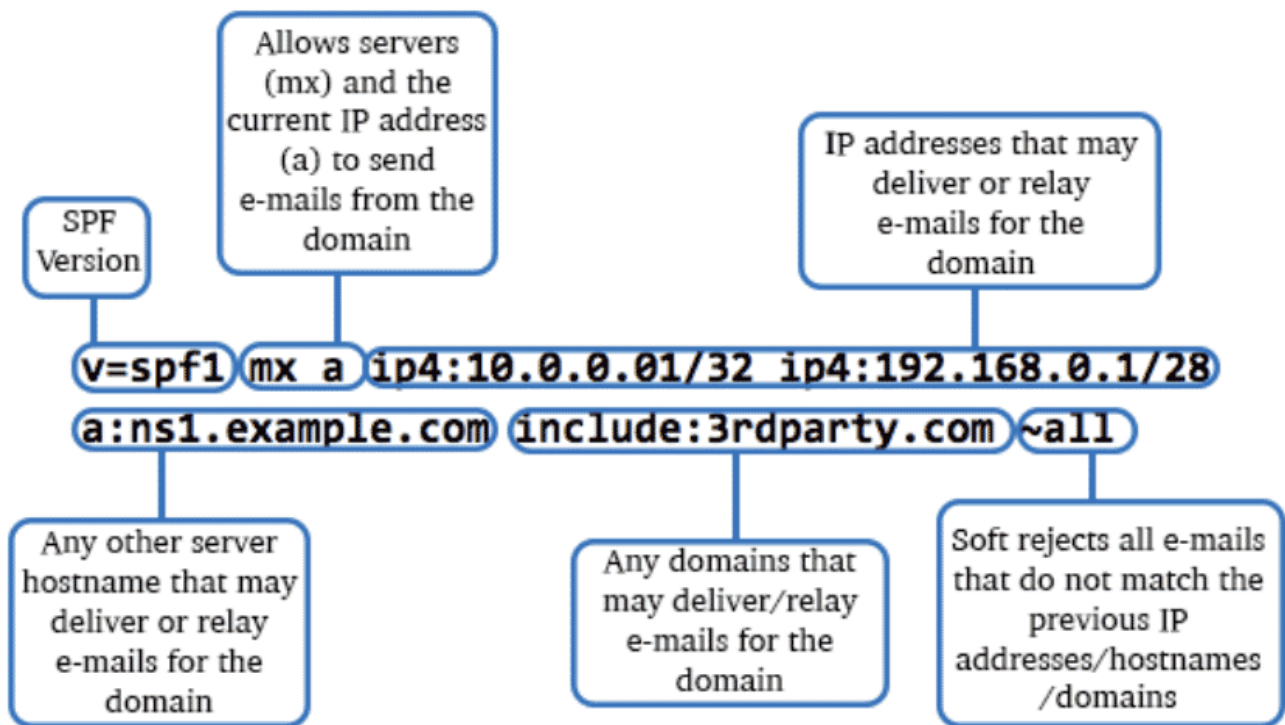 Allows servers
(mx) and the
current IP address
(a) to send
e-mails from the
domain
IP addresses that may
deliver or relay
e-mails for the
domain
SPF
Version
v=spf1 mx a ip4:10.0.0.01/32 ip4:192.168.0.1/28
a:ns1.example.com include:3rdparty.com ~all
Any other server
hostname that may
deliver or relay
e-mails for the
domain
Any domains that
may deliver/relay
e-mails for the
domain
Soft rejects all e-mails
that do not match the
previous IP
addresses/hostnames
/domains